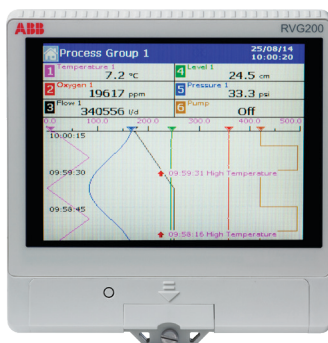 ABB
RVG200
Process Group 1
25/08/14
10:00:20
1 Temperature 1
7.2 °C
4 Level 1
24.5 cm
2 Oxygen 1
19617 ppm
5 Pressure 1
33.3 psi
3 Flow 1
340556 l/d
6 Pump
Off
0.0 100.0 200.0 300.0 400.0 500.0
10:00:15
09:59:31 High Temperature
09:59:30
09:58:45
09:58:16 High Temperature